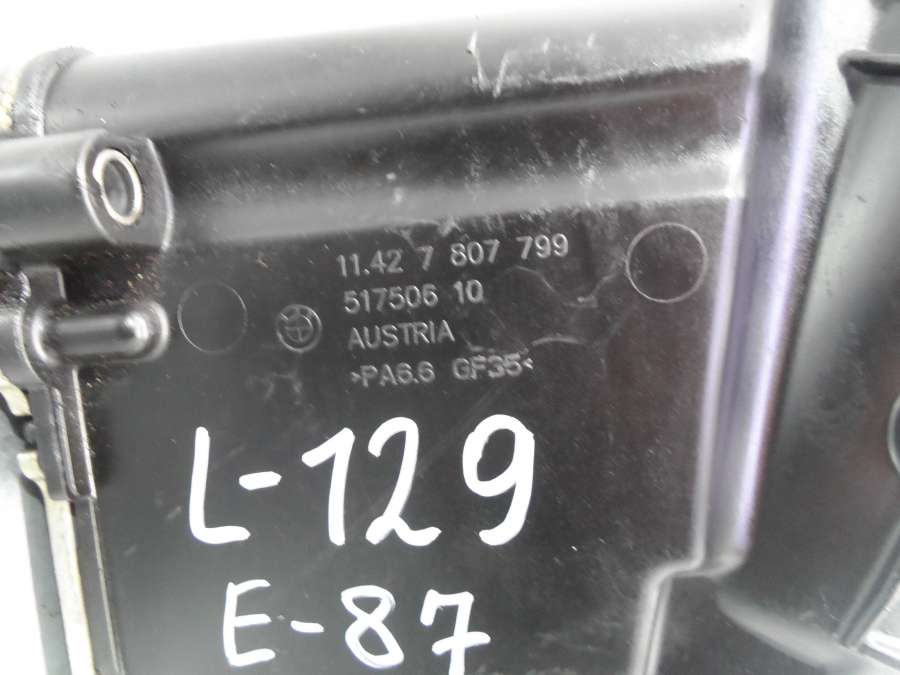 11.42 7 807 799
517506 10
AUSTRIA
>PA6.6 GF35<
L-129
E-87